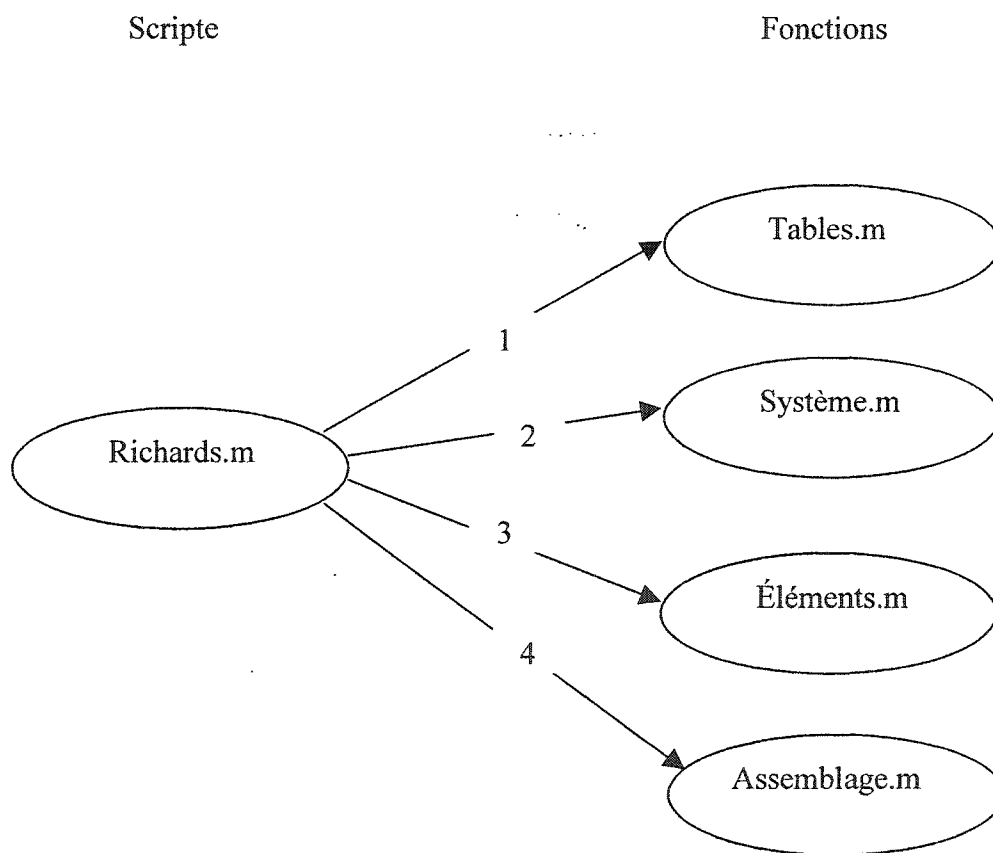 Scripte Fonctions
Tables.m
1
Système.m
2
Richards.m
3
Éléments.m
4
Assemblage.m